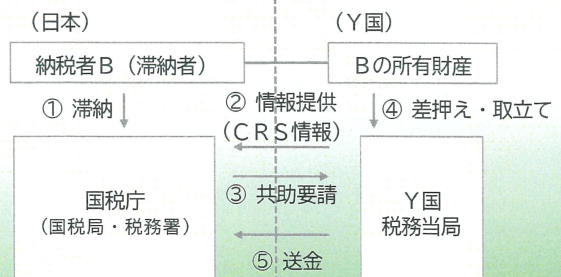 （日本）
（Ｙ国）
納税者Ｂ（滞納者）
Ｂの所有財産
① 滞納
② 情報提供
（ＣＲＳ情報）
④ 差押え・取立て
国税庁
（国税局・税務署）
③ 共助要請
Ｙ国
税務当局
⑤ 送金